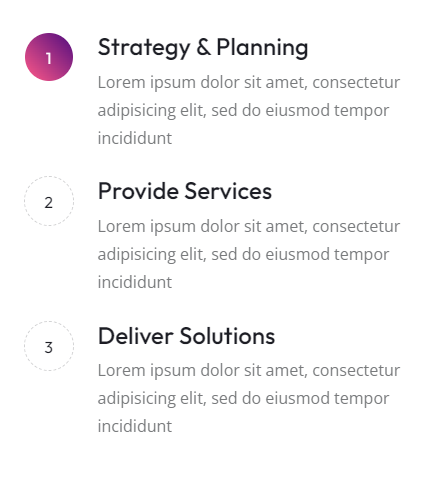 1
Strategy & Planning
Lorem ipsum dolor sit amet, consectetur
adipisicing elit, sed do eiusmod tempor
incididunt
2
Provide Services
Lorem ipsum dolor sit amet, consectetur
adipisicing elit, sed do eiusmod tempor
incididunt
3
Deliver Solutions
Lorem ipsum dolor sit amet, consectetur
adipisicing elit, sed do eiusmod tempor
incididunt